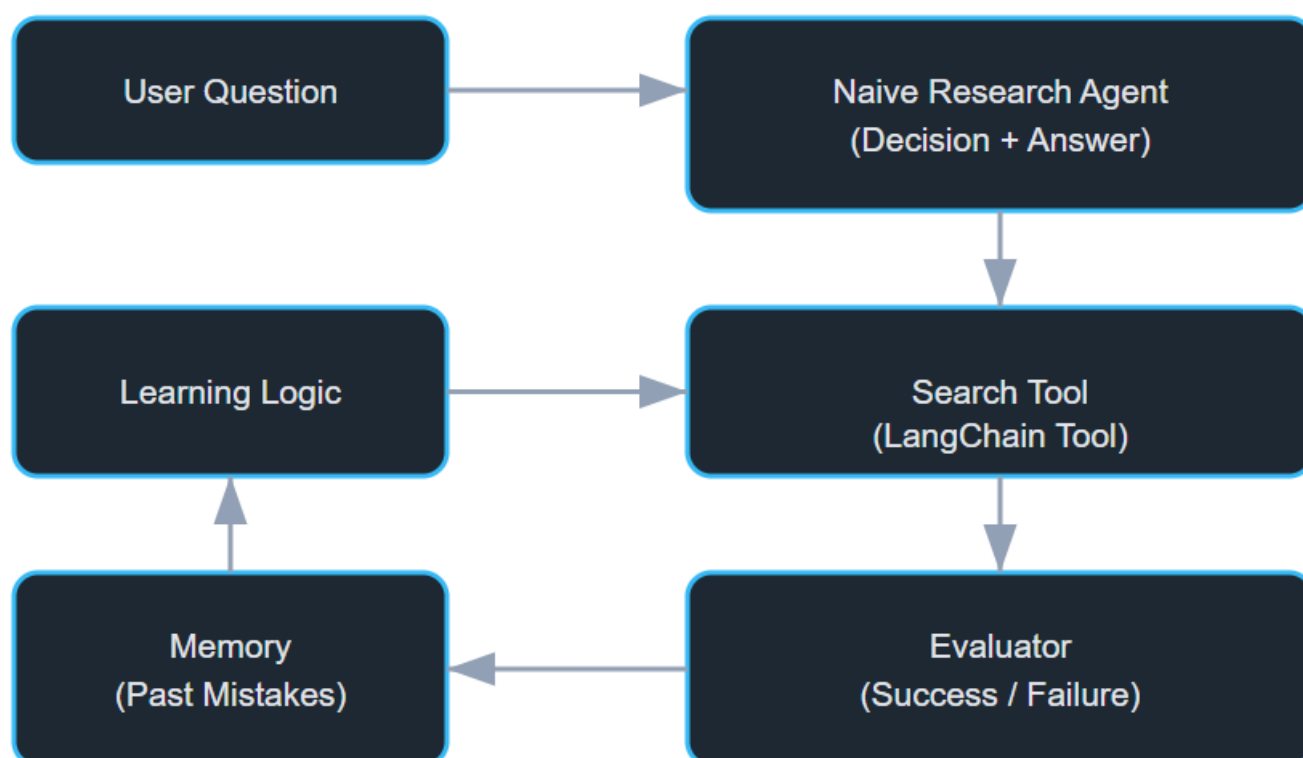 User Question
Naive Research Agent
(Decision + Answer)
Learning Logic
Search Tool
(LangChain Tool)
Memory
(Past Mistakes)
Evaluator
(Success / Failure)